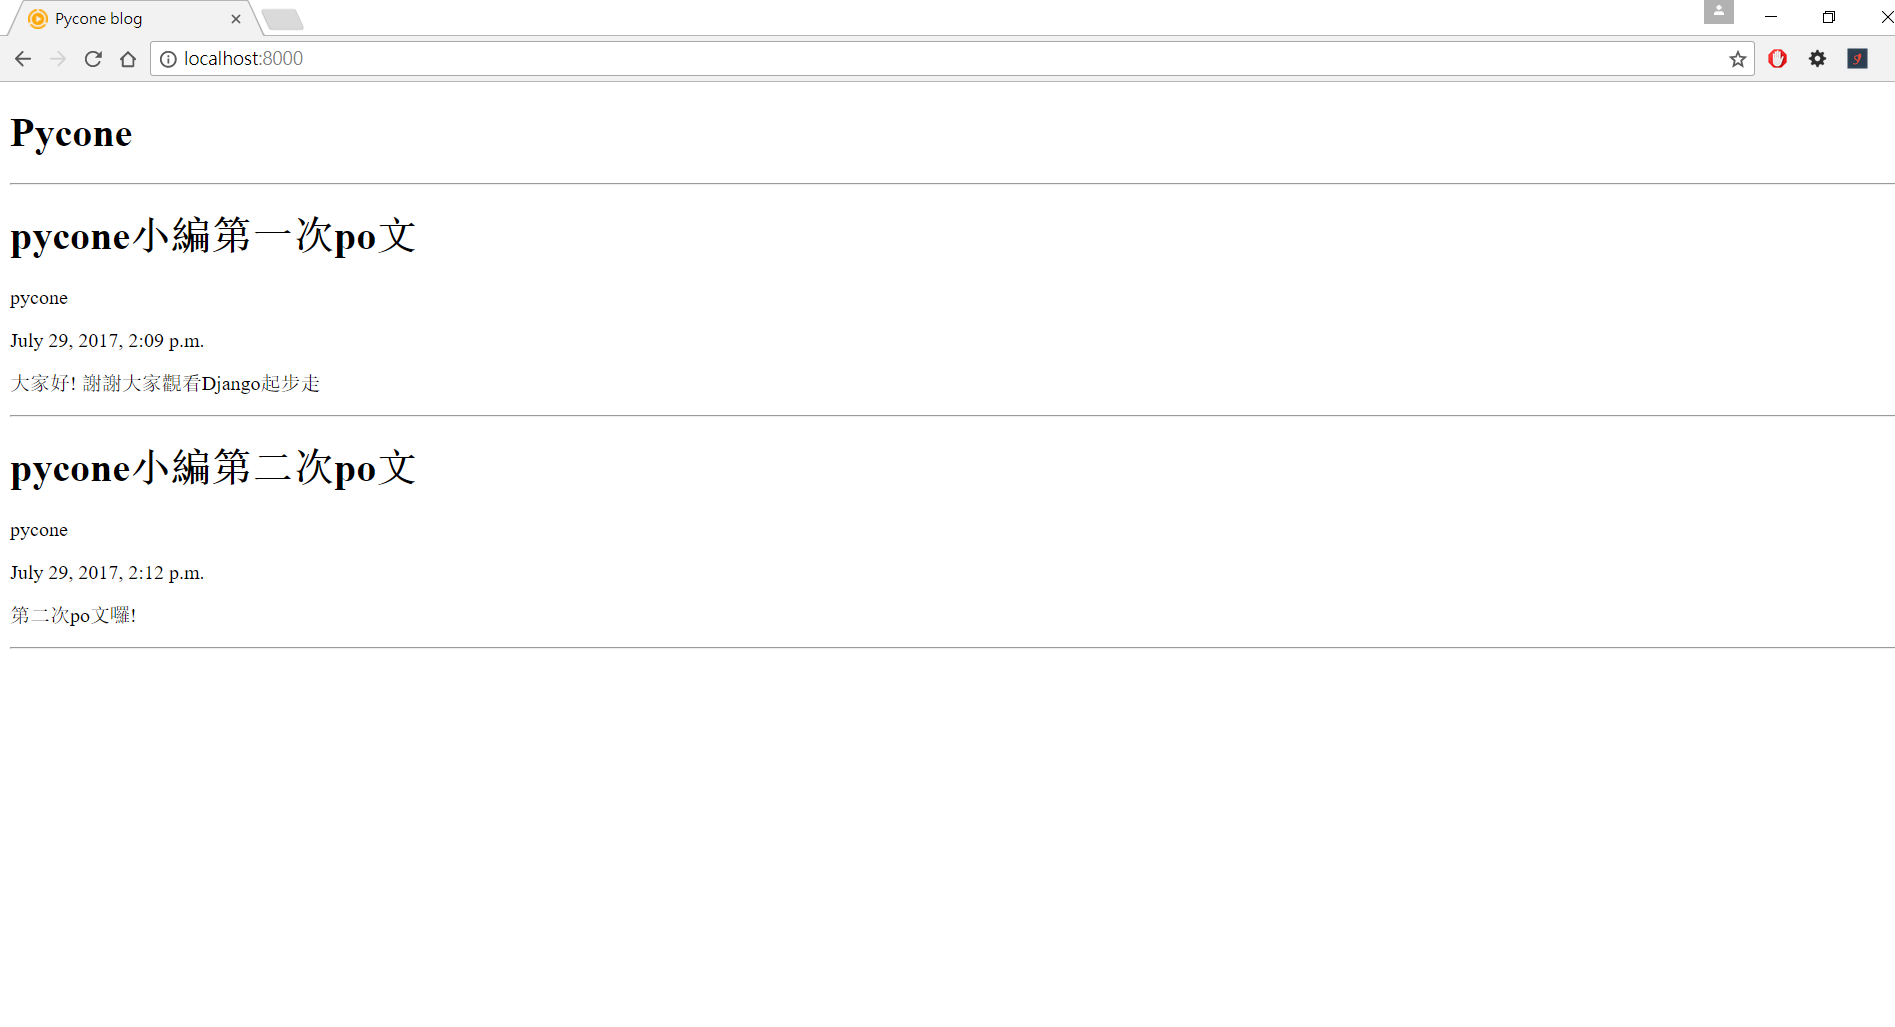 Pycone blog
localhost:8000
Pycone
pycone小編第一次po文
pycone
July 29, 2017, 2:09 p.m.
大家好! 謝謝大家觀看Django起步走
pycone小編第二次po文
pycone
July 29, 2017, 2:12 p.m.
第二次po文囉!